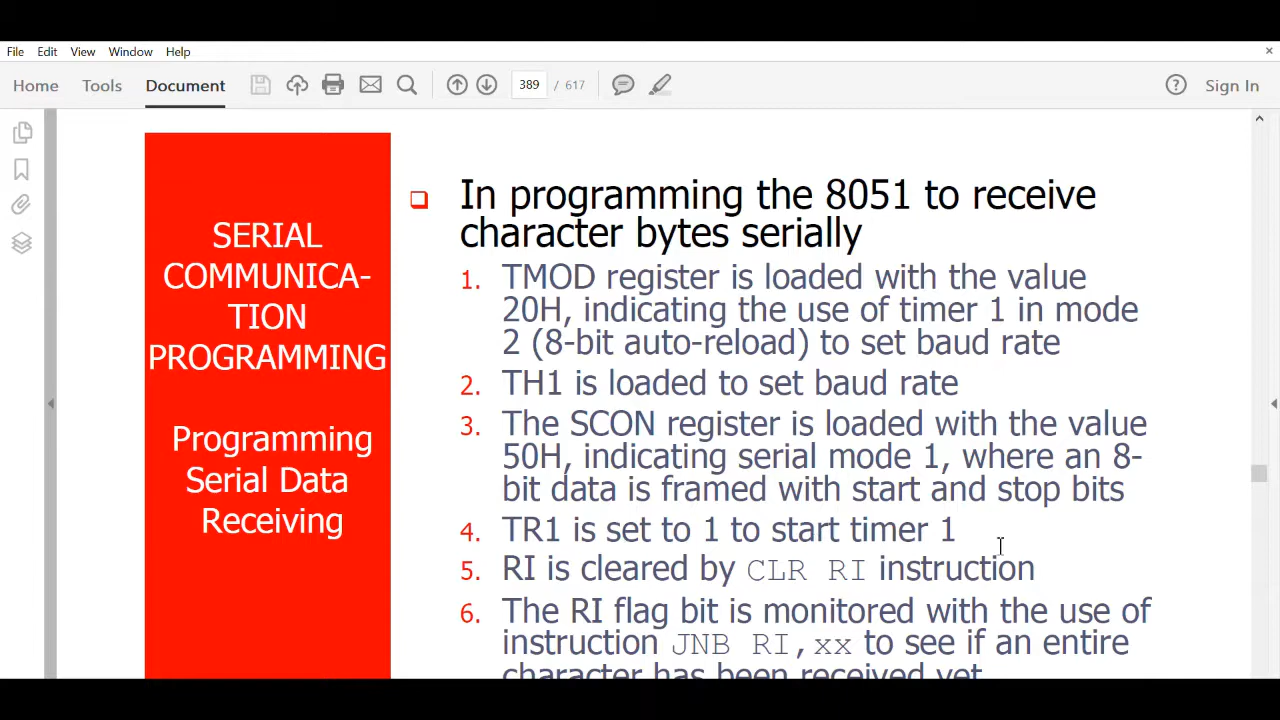 File Edit View Window Help
Home Tools Document 389 / 617 Sign In
SERIAL
COMMUNICA-
TION
PROGRAMMING
Programming
Serial Data
Receiving
In programming the 8051 to receive
character bytes serially
1. TMOD register is loaded with the value
20H, indicating the use of timer 1 in mode
2 (8-bit auto-reload) to set baud rate
2. TH1 is loaded to set baud rate
3. The SCON register is loaded with the value
50H, indicating serial mode 1, where an 8-
bit data is framed with start and stop bits
4. TR1 is set to 1 to start timer 1
5. RI is cleared by CLR RI instruction
6. The RI flag bit is monitored with the use of
instruction JNB RI,xx to see if an entire
character has been received yet